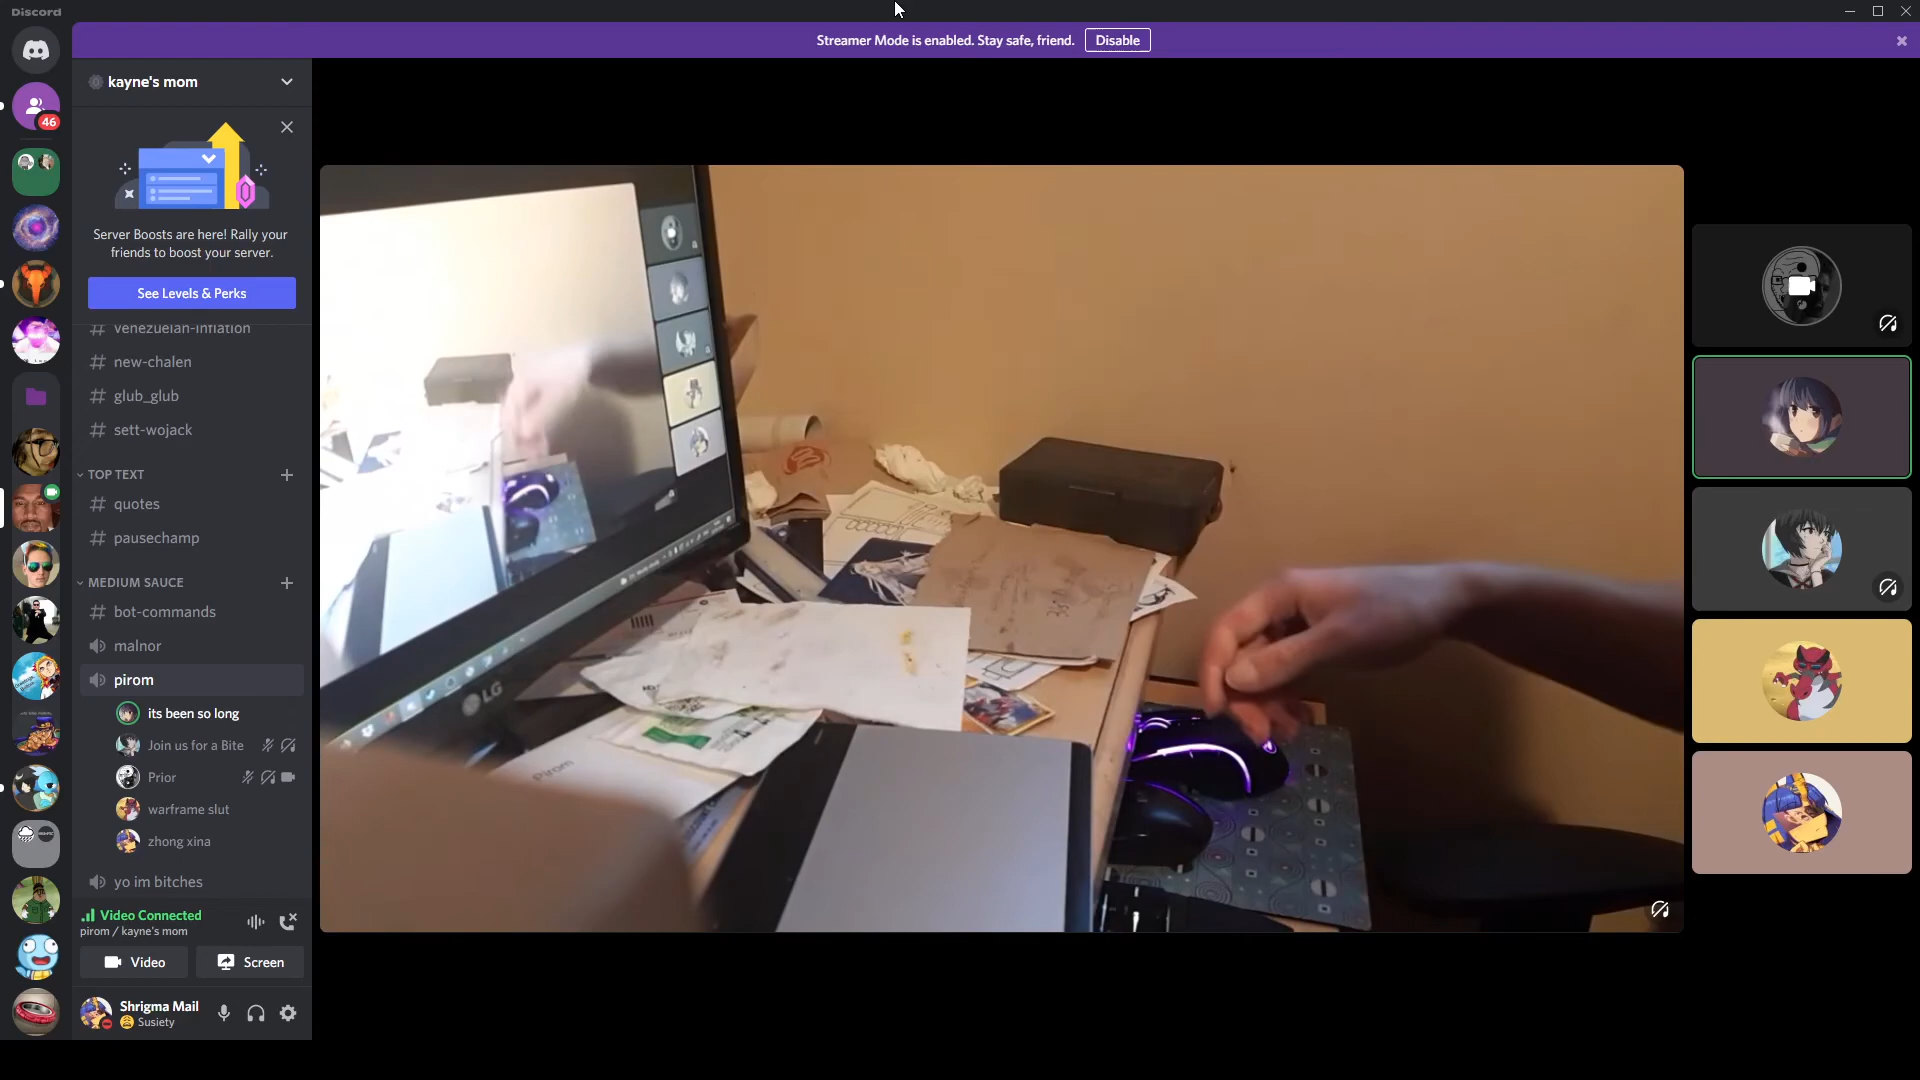 Discord
Streamer Mode is enabled. Stay safe, friend.
Disable
46
kayne's mom
Server Boosts are here! Rally your
friends to boost your server.
See Levels & Perks
# venezuelan-inflation
# new-chalen
# glub_glub
# sett-wojack
TOP TEXT
# quotes
# pausechamp
MEDIUM SAUCE
# bot-commands
malnor
pirom
its been so long
Join us for a Bite
Prior
warframe slut
zhong xina
yo im bitches
Video Connected
pirom / kayne's mom
Video
Screen
Shrigma Mail
Susiety
LG
Pirom